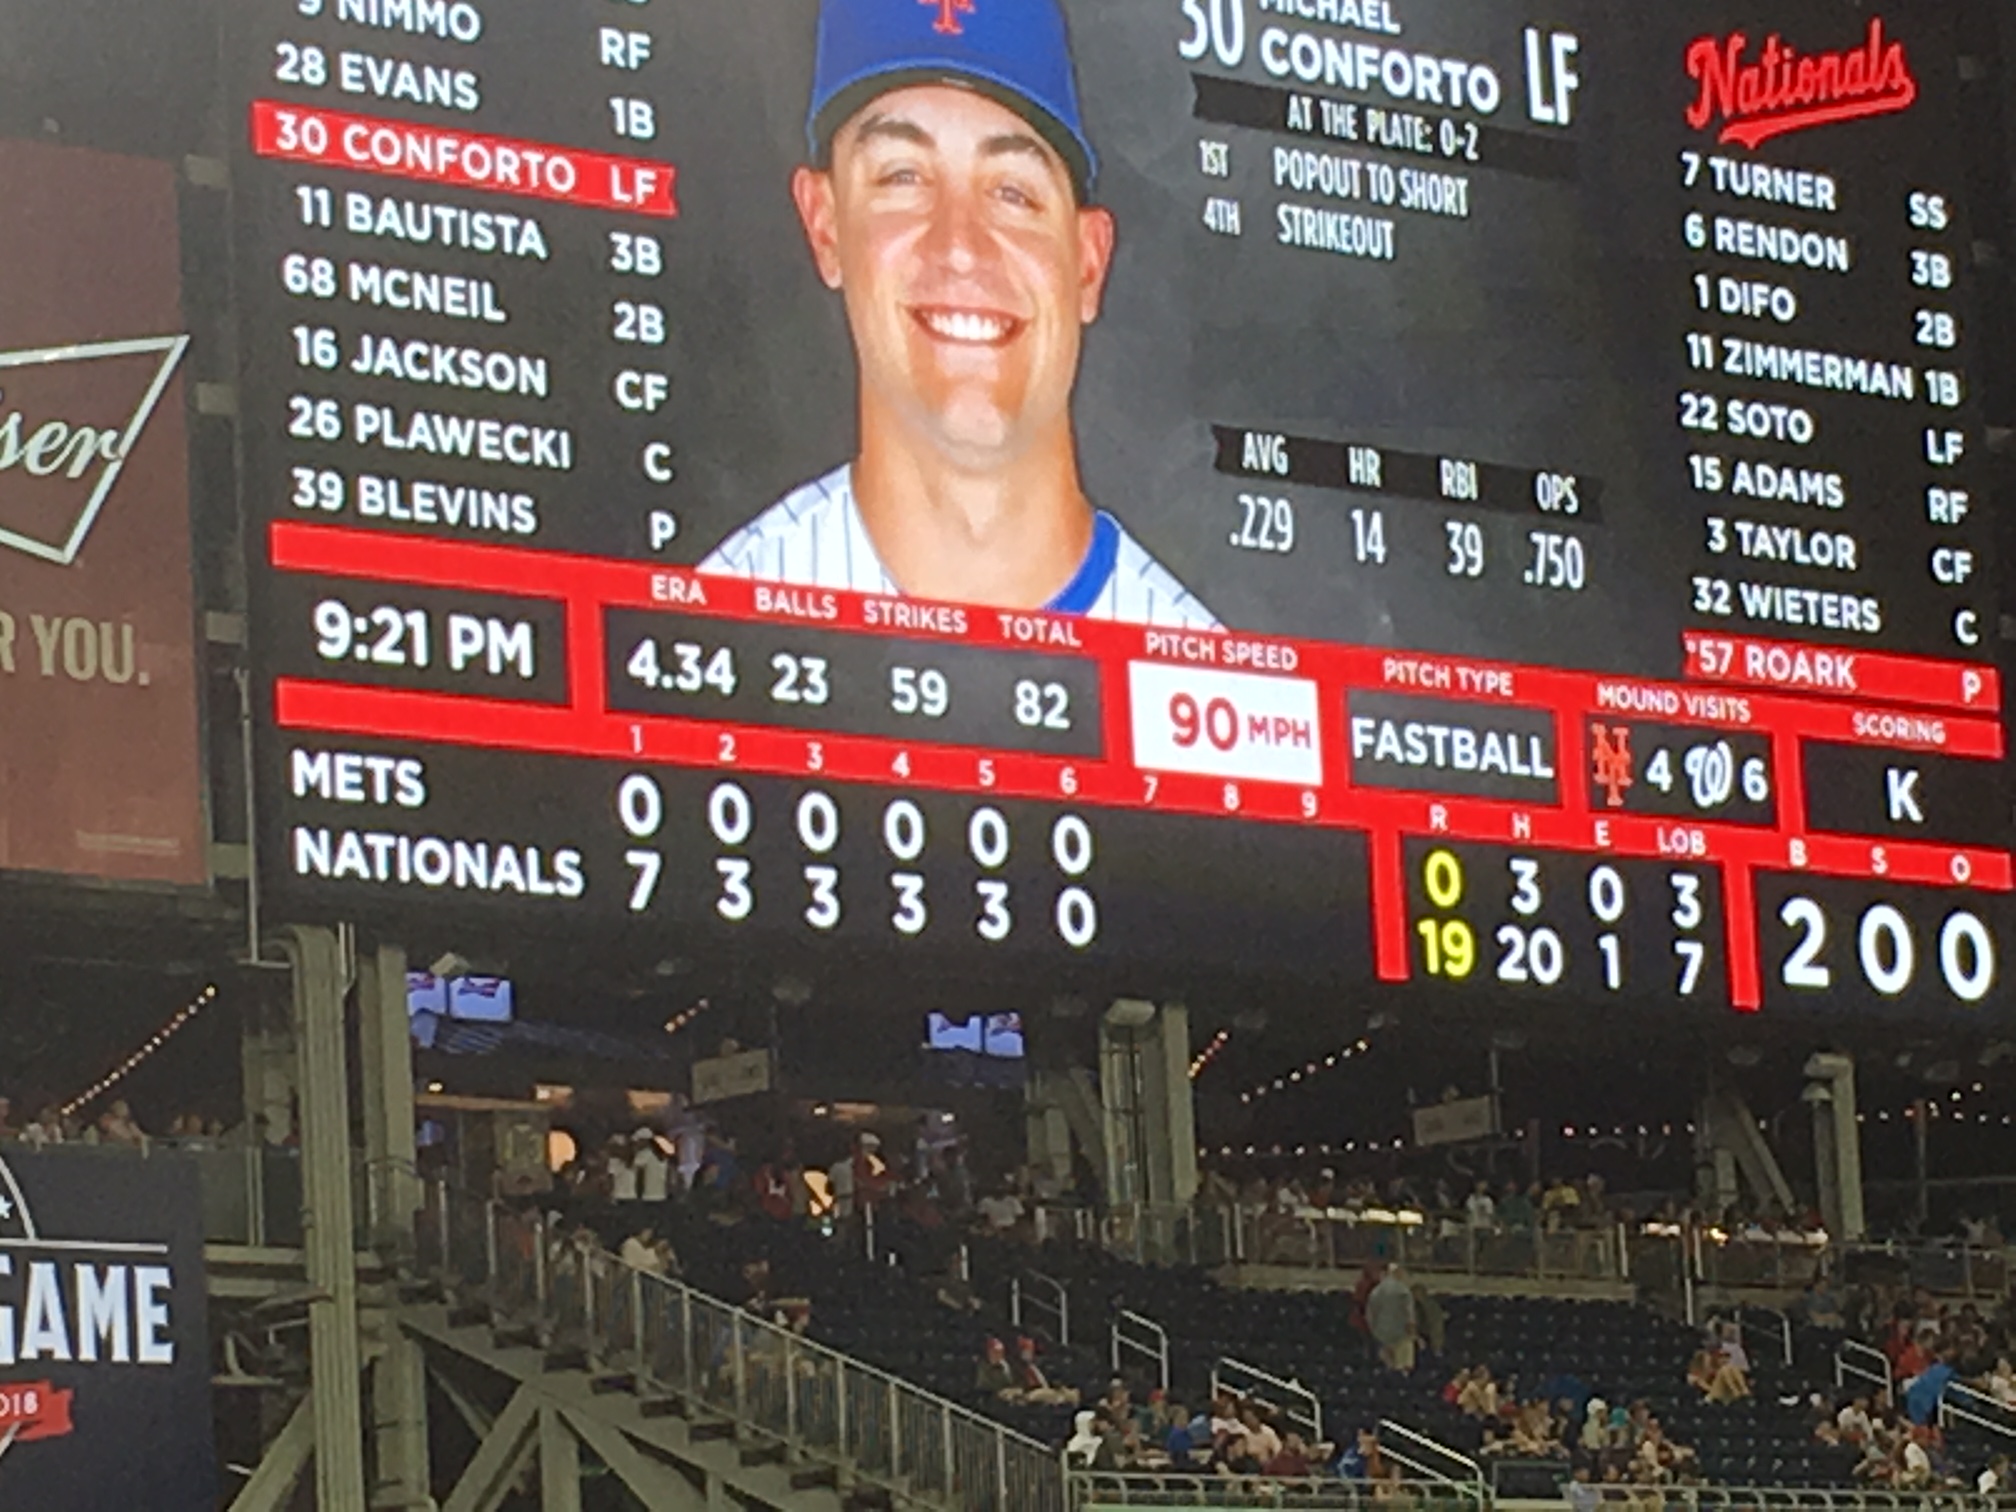 9 NIMMO RF
28 EVANS 1B
30 CONFORTO LF
11 BAUTISTA 3B
68 MCNEIL 2B
16 JACKSON CF
26 PLAWECKI C
39 BLEVINS P
30 MICHAEL
CONFORTO LF
AT THE PLATE: 0-2
1ST POPOUT TO SHORT
4TH STRIKEOUT
AVG HR RBI OPS
.229 14 39 .750
Nationals
7 TURNER SS
6 RENDON 3B
1 DIFO 2B
11 ZIMMERMAN 1B
22 SOTO LF
15 ADAMS RF
3 TAYLOR CF
32 WIETERS C
57 ROARK P
9:21 PM
ERA BALLS STRIKES TOTAL
4.34 23 59 82
PITCH SPEED
90 MPH
PITCH TYPE
FASTBALL
MOUND VISITS
NY 4 W 6
SCORING
K
1 2 3 4 5 6 7 8 9 R H E LOB B S O
METS 0 0 0 0 0 0 0 3 0 3
NATIONALS 7 3 3 3 3 0 19 20 1 7
2 0 0
ser
R YOU.
GAME
018